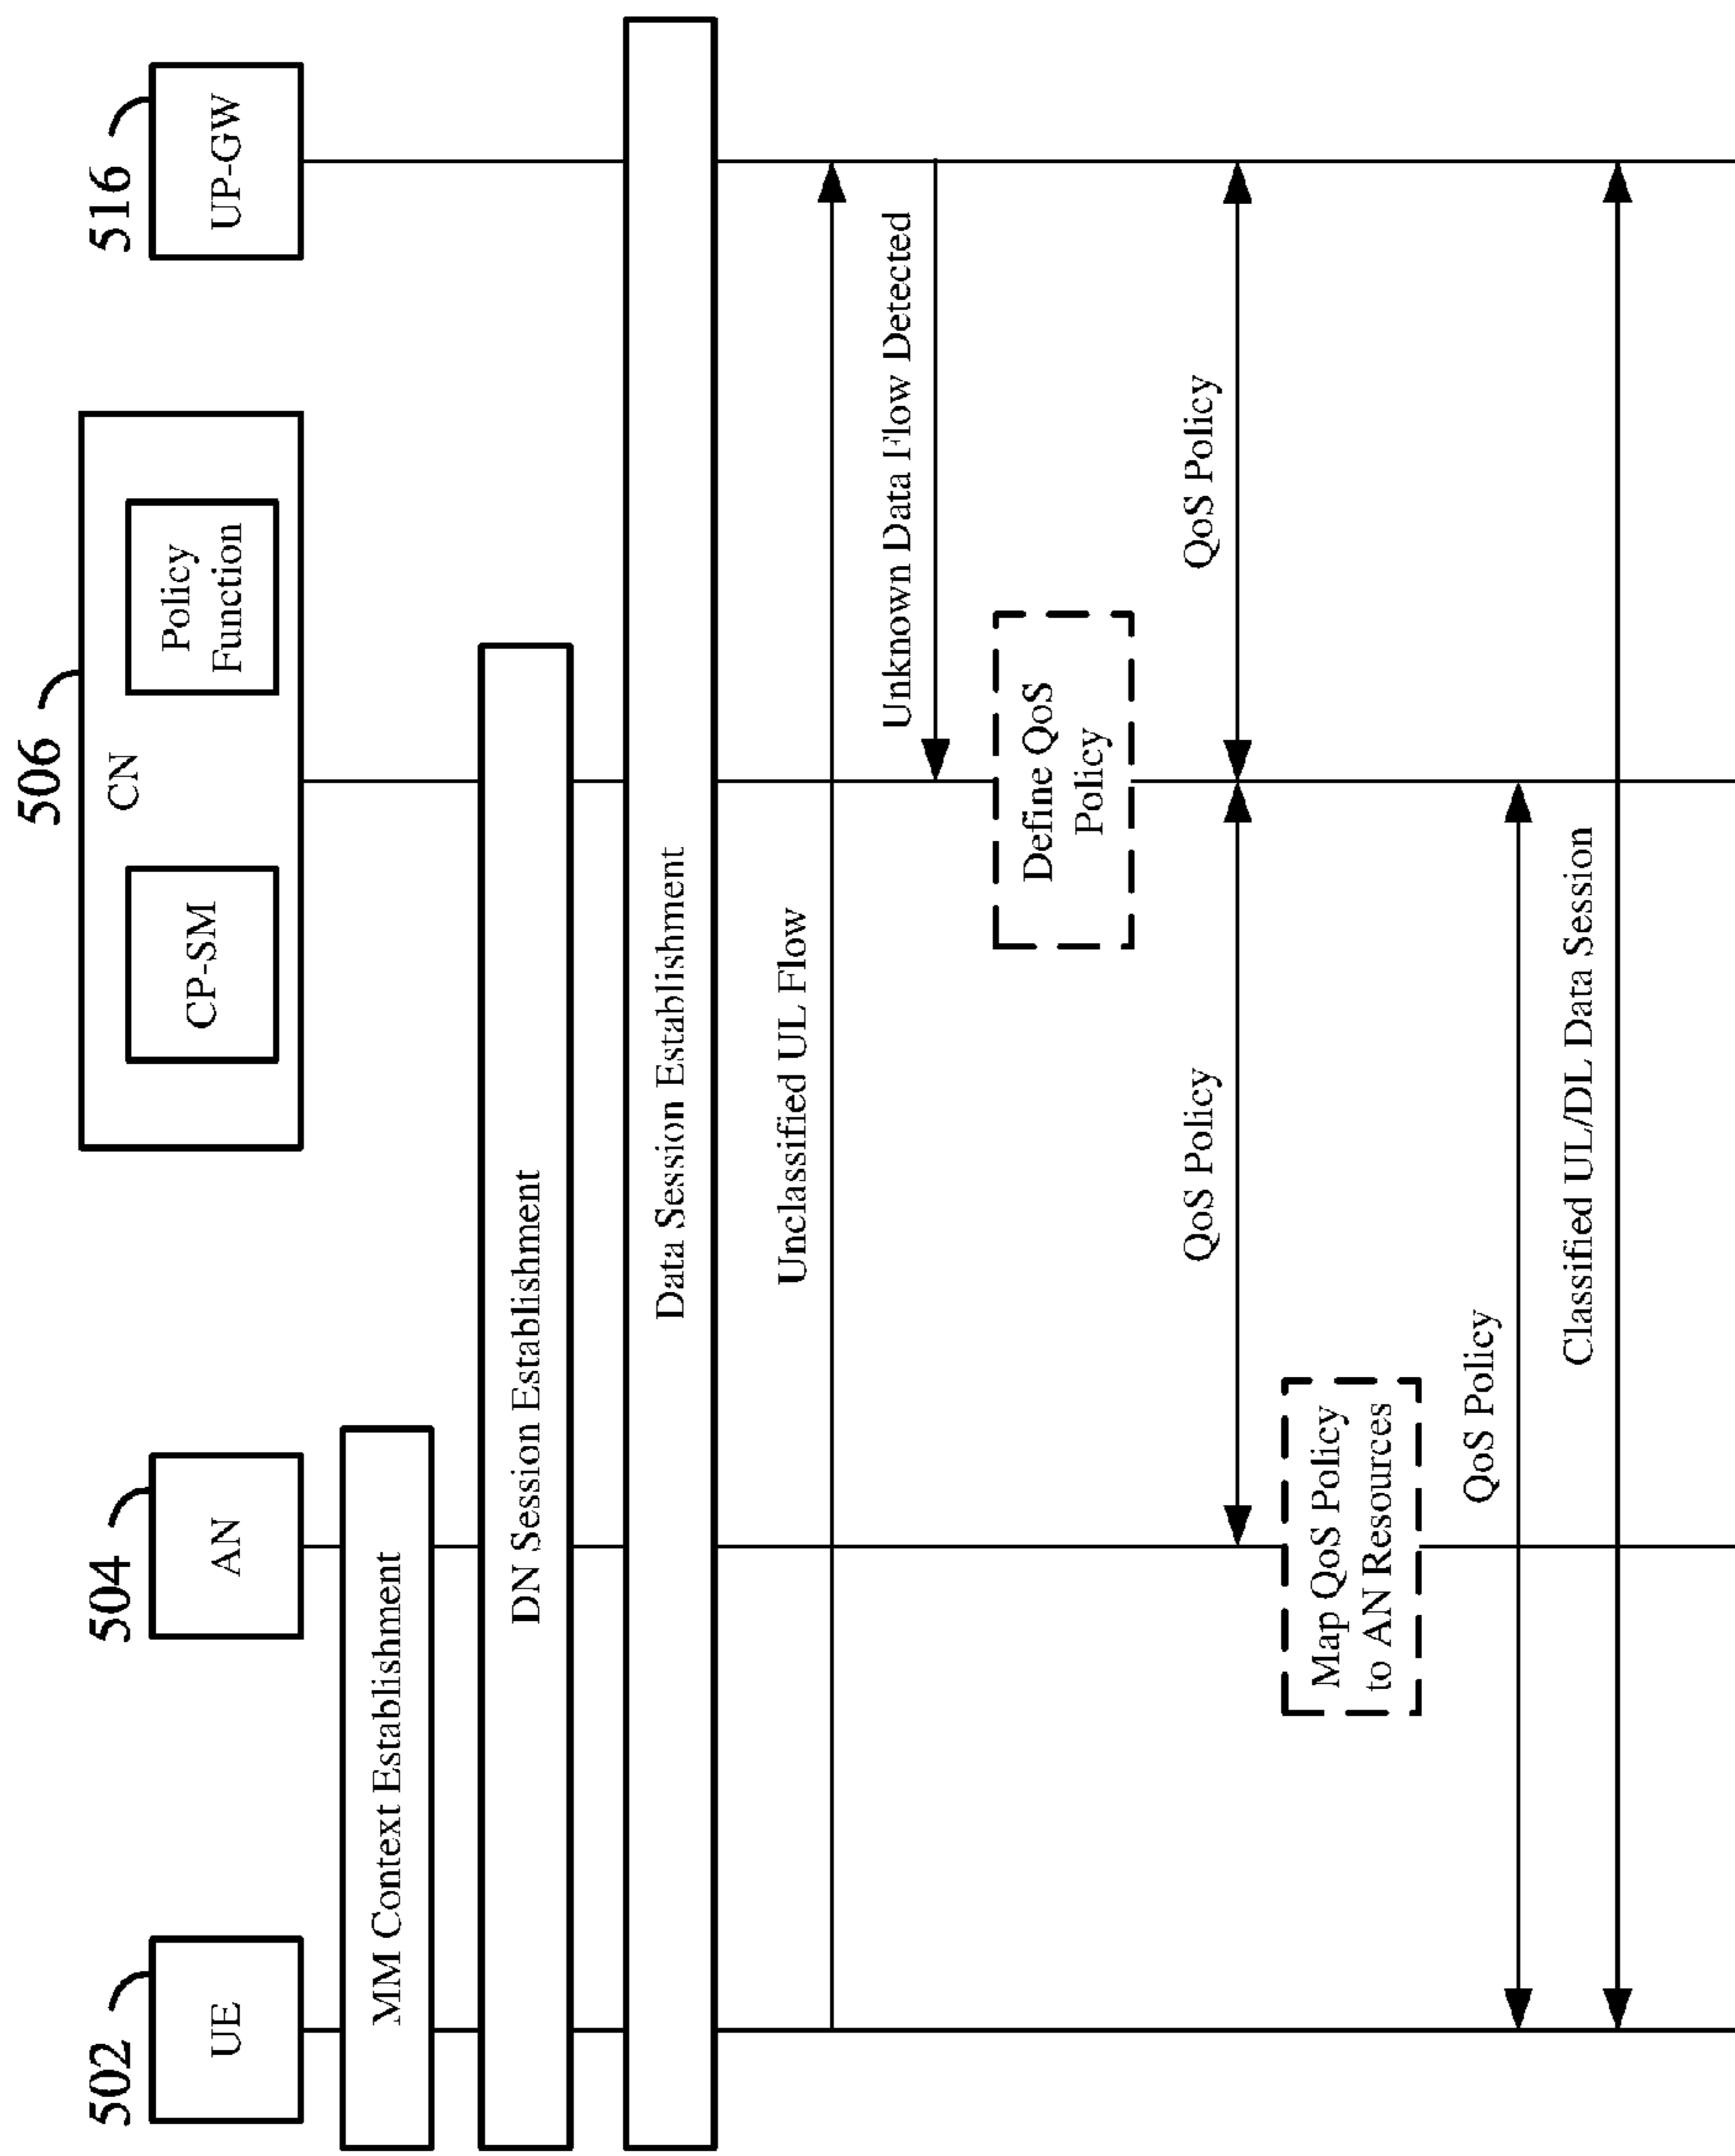 502
504
506
516
UE
AN
CN
CP-SM
Policy
Function
UP-GW
MM Context Establishment
DN Session Establishment
Data Session Establishment
Unclassified UL Flow
Unknown Data Flow Detected
Define QoS
Policy
QoS Policy
QoS Policy
Map QoS Policy
to AN Resources
QoS Policy
Classified UL/DL Data Session